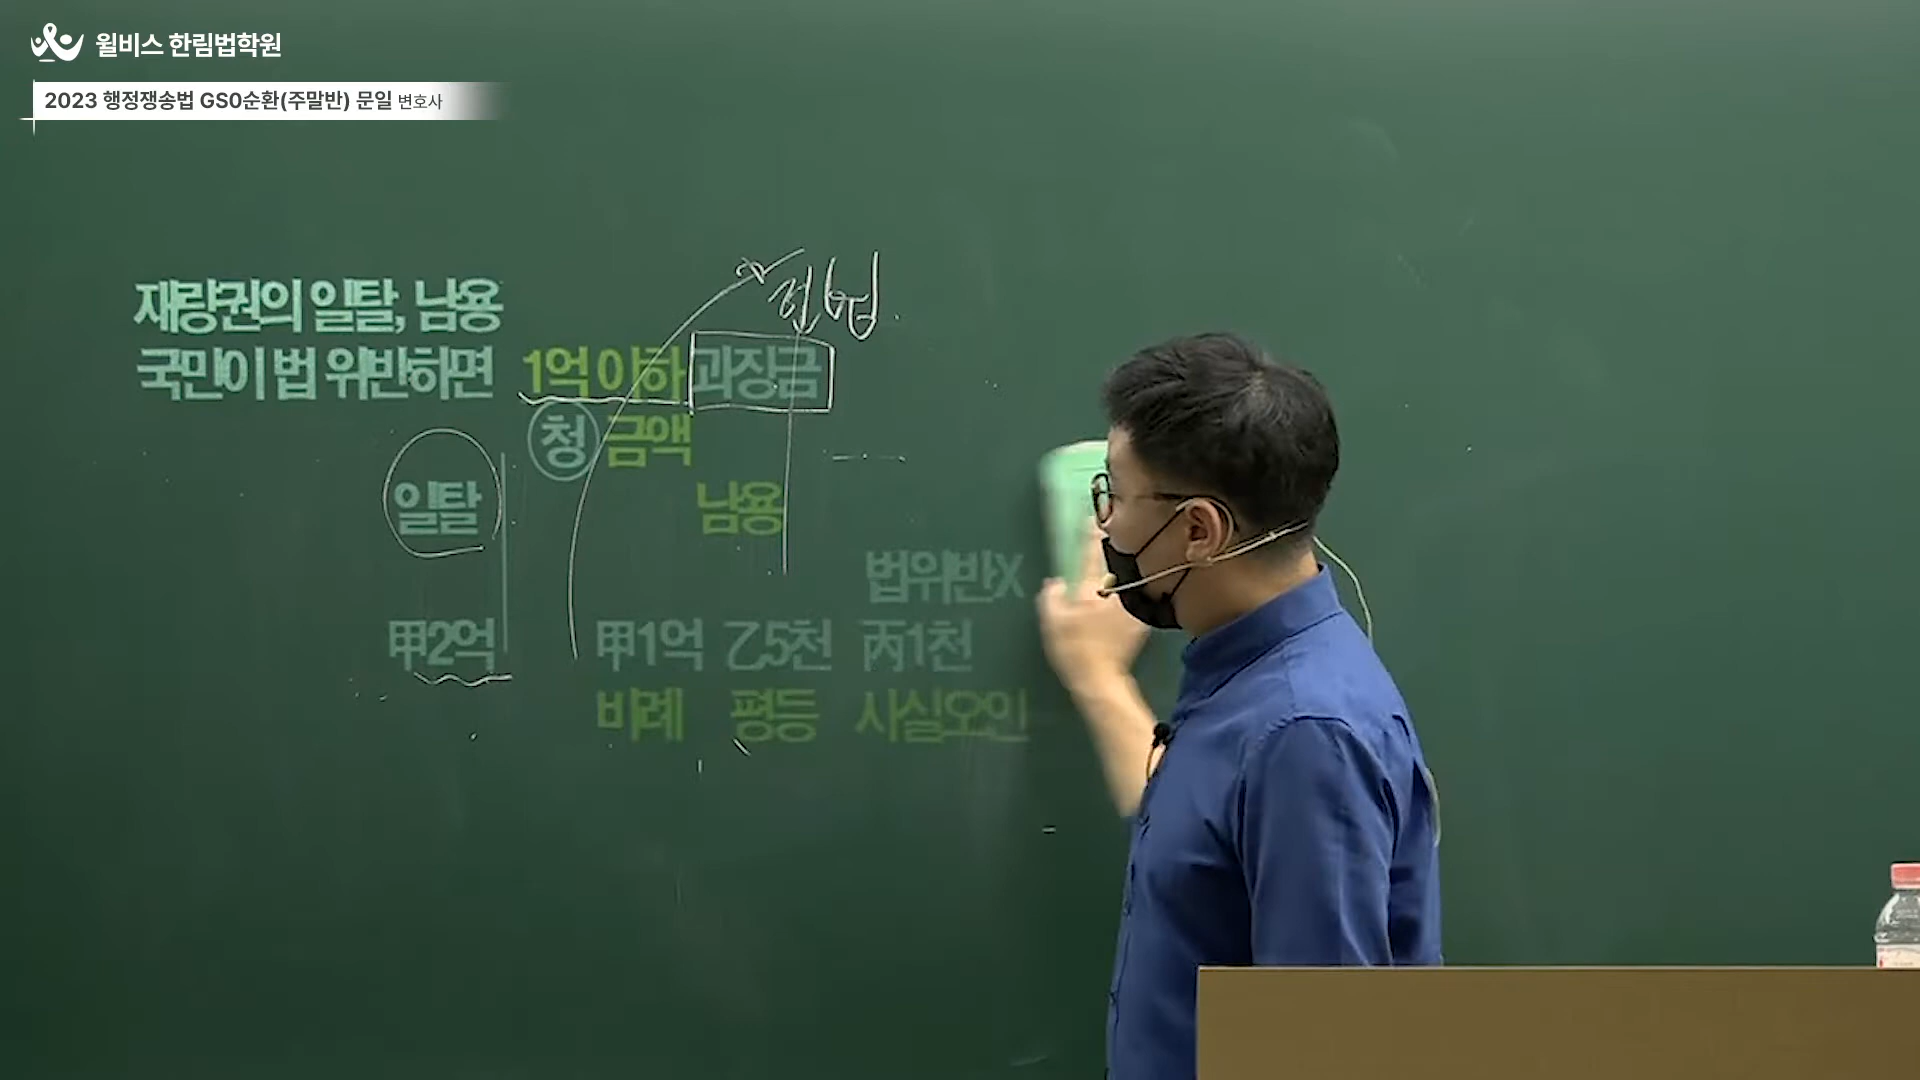 윌비스 한림법학원
2023 행정쟁송법 GS0순환(주말반) 문일 변호사
헌법.
재량권의 일탈, 남용
국민이 법 위반하면 1억 이하 과징금
청 금액
일탈 남용
법위반X
甲2억 甲1억 乙5천 丙1천
비례 평등 사실오인